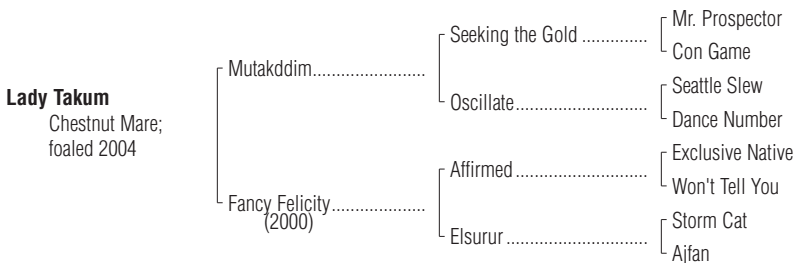 Lady Takum
Chestnut Mare;
foaled 2004
Mutakddim........................
Fancy Felicity....................
(2000)
Seeking the Gold ..............
Oscillate............................
Affirmed ............................
Elsurur ..............................
Mr. Prospector
Con Game
Seattle Slew
Dance Number
Exclusive Native
Won't Tell You
Storm Cat
Ajfan